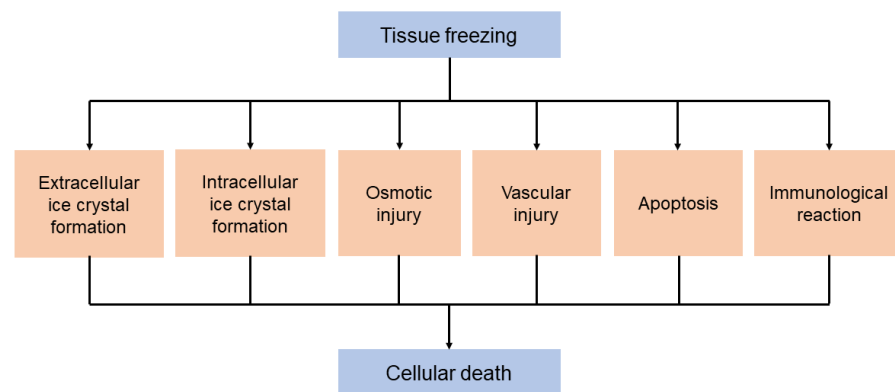 Tissue freezing
Extracellular
ice crystal
formation
Intracellular
ice crystal
formation
Osmotic
injury
Vascular
injury
Apoptosis
Immunological
reaction
Cellular death